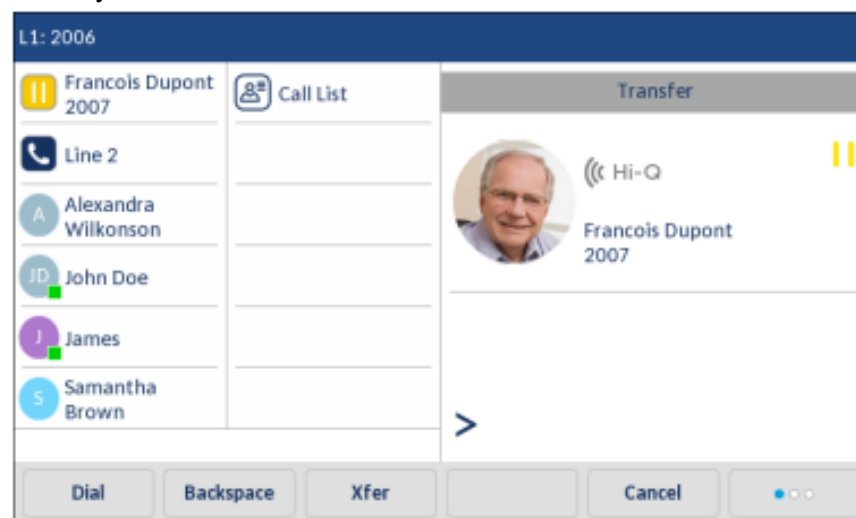 L1: 2006
Francois Dupont
2007
Line 2
A
Alexandra
Wilkonson
JD
John Doe
J
James
S
Samantha
Brown
Call List
Transfer
Hi-Q
Francois Dupont
2007
>
Dial
Backspace
Xfer
Cancel